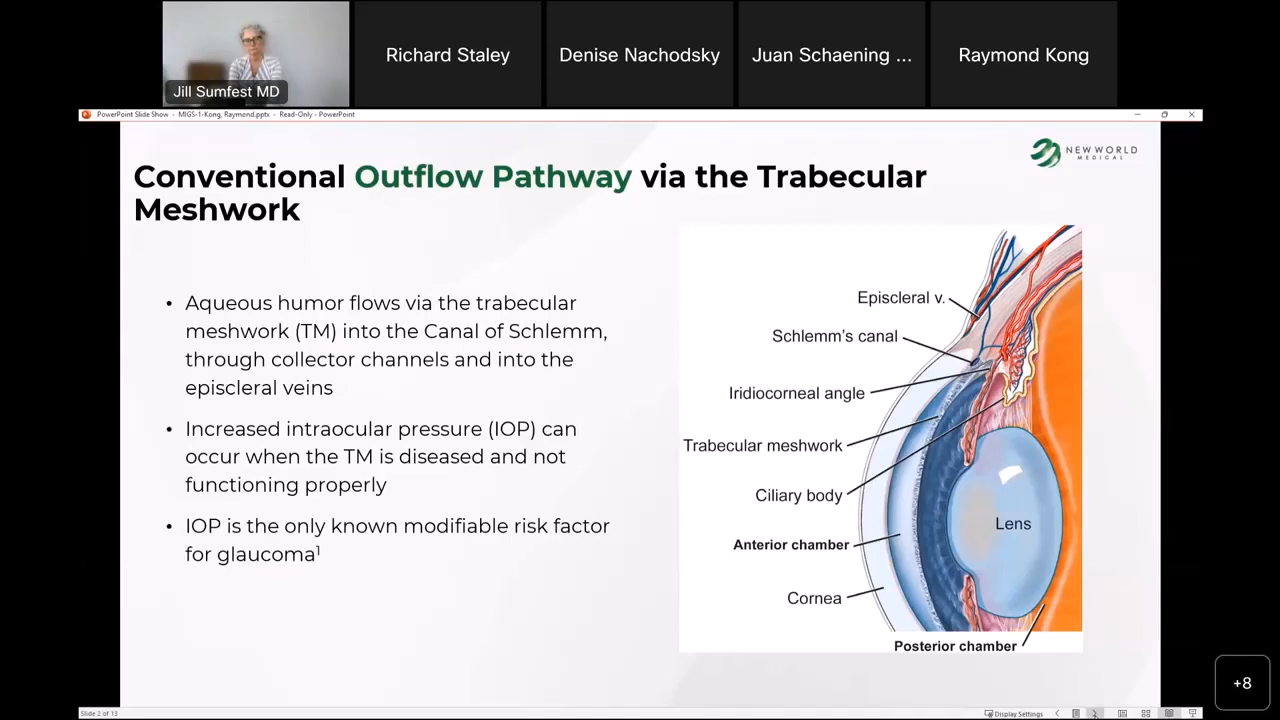 Jill Sumfest MD
Richard Staley
Denise Nachodsky
Juan Schaening ...
Raymond Kong
PowerPoint Slide Show - MIGS-1-Kong, Raymond.pptx - Read-Only - PowerPoint
NEW WORLD
MEDICAL
Conventional Outflow Pathway via the Trabecular
Meshwork
• Aqueous humor flows via the trabecular
meshwork (TM) into the Canal of Schlemm,
through collector channels and into the
episcleral veins
• Increased intraocular pressure (IOP) can
occur when the TM is diseased and not
functioning properly
• IOP is the only known modifiable risk factor
for glaucoma¹
Episcleral v.
Schlemm's canal
Iridiocorneal angle
Trabecular meshwork
Ciliary body
Lens
Anterior chamber
Cornea
Posterior chamber
+8
Slide 2 of 13
Display Settings